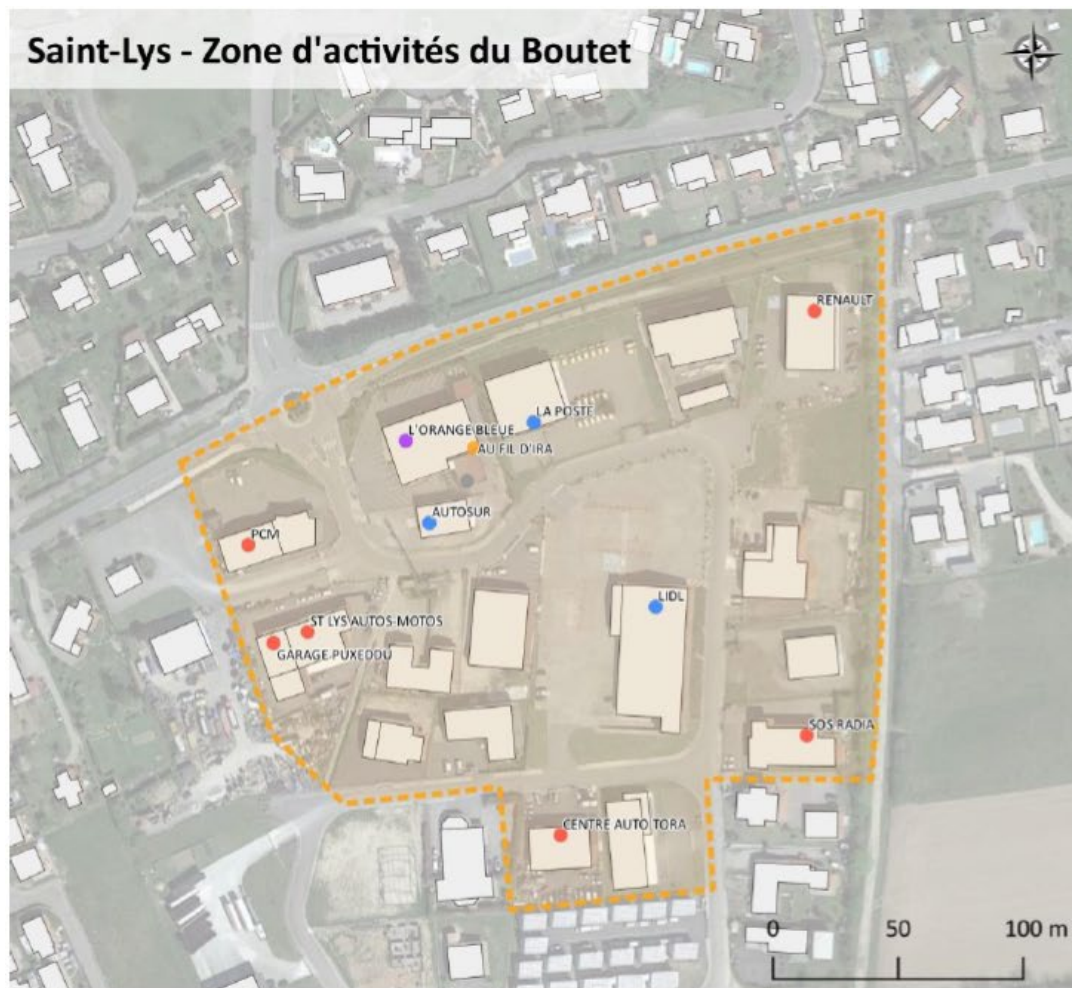 Saint-Lys - Zone d'activités du Boutet
RENAULT
LA POSTE
L'ORANGE BLEUE
AU FIL D'IRA
AUTOSUR
PCM
LIDL
ST LYS AUTOS-MOTOS
GARAGE PUXEDDU
SOS RADIA
CENTRE AUTO TORA
0 50 100 m